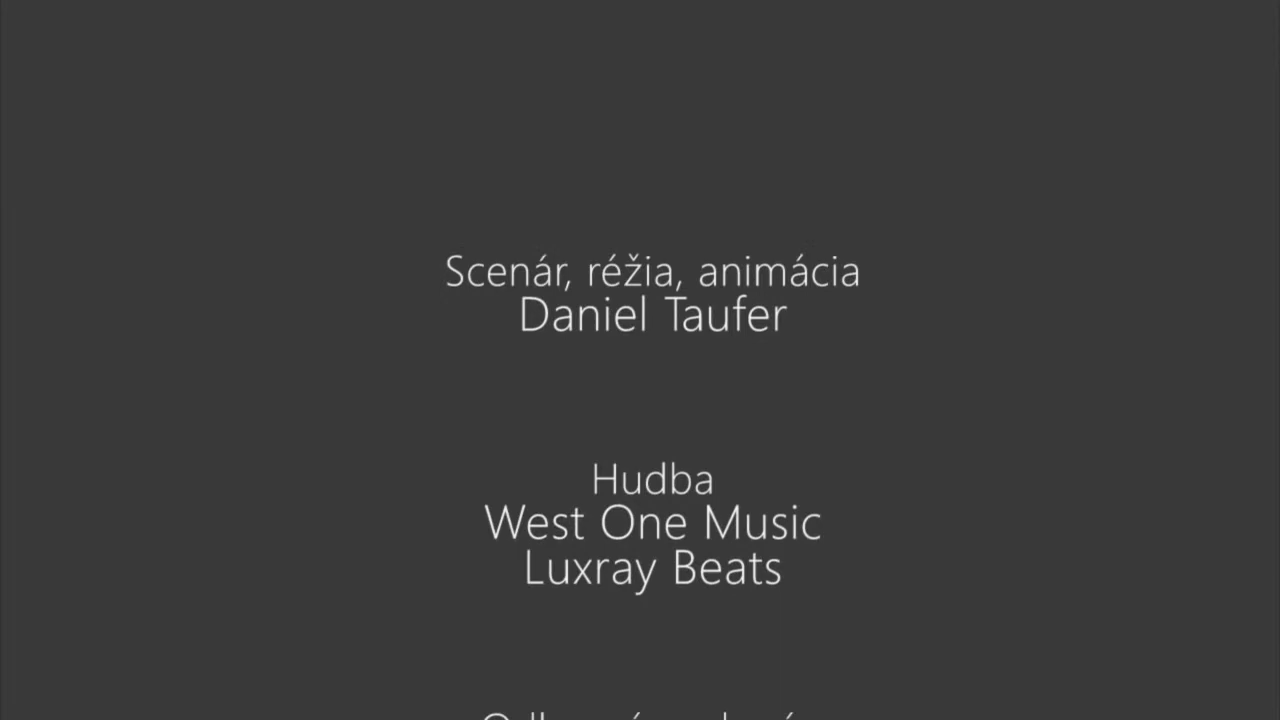 Scenár, réžia, animácia
Daniel Taufer
Hudba
West One Music
Luxray Beats